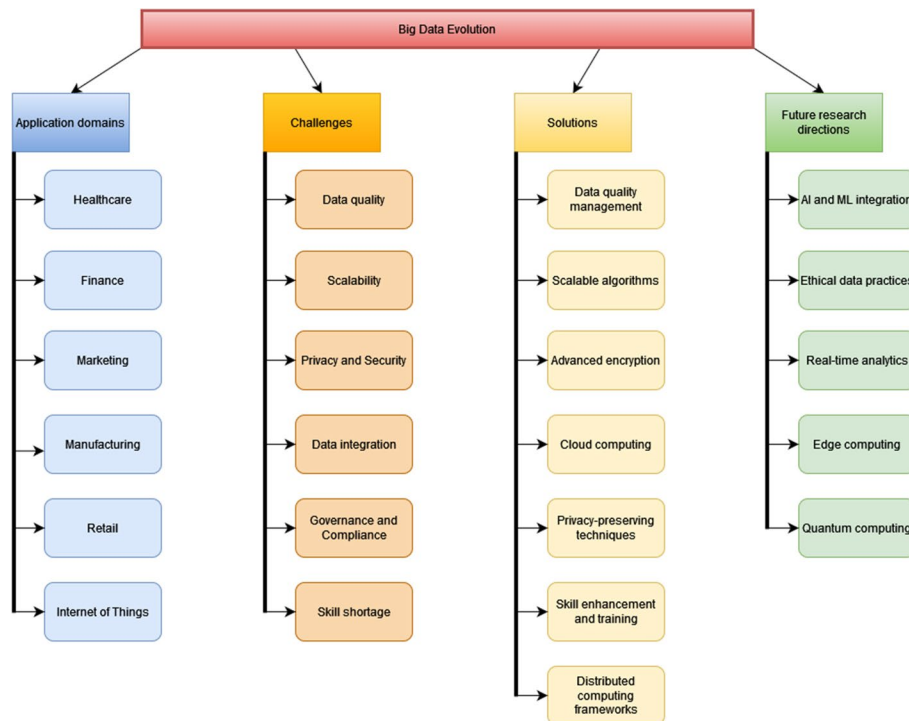 Big Data Evolution
Application domains
Healthcare
Finance
Marketing
Manufacturing
Retail
Internet of Things
Challenges
Data quality
Scalability
Privacy and Security
Data integration
Governance and
Compliance
Skill shortage
Solutions
Data quality
management
Scalable algorithms
Advanced encryption
Cloud computing
Privacy-preserving
techniques
Skill enhancement
and training
Distributed
computing
frameworks
Future research
directions
AI and ML integration
Ethical data practices
Real-time analytics
Edge computing
Quantum computing